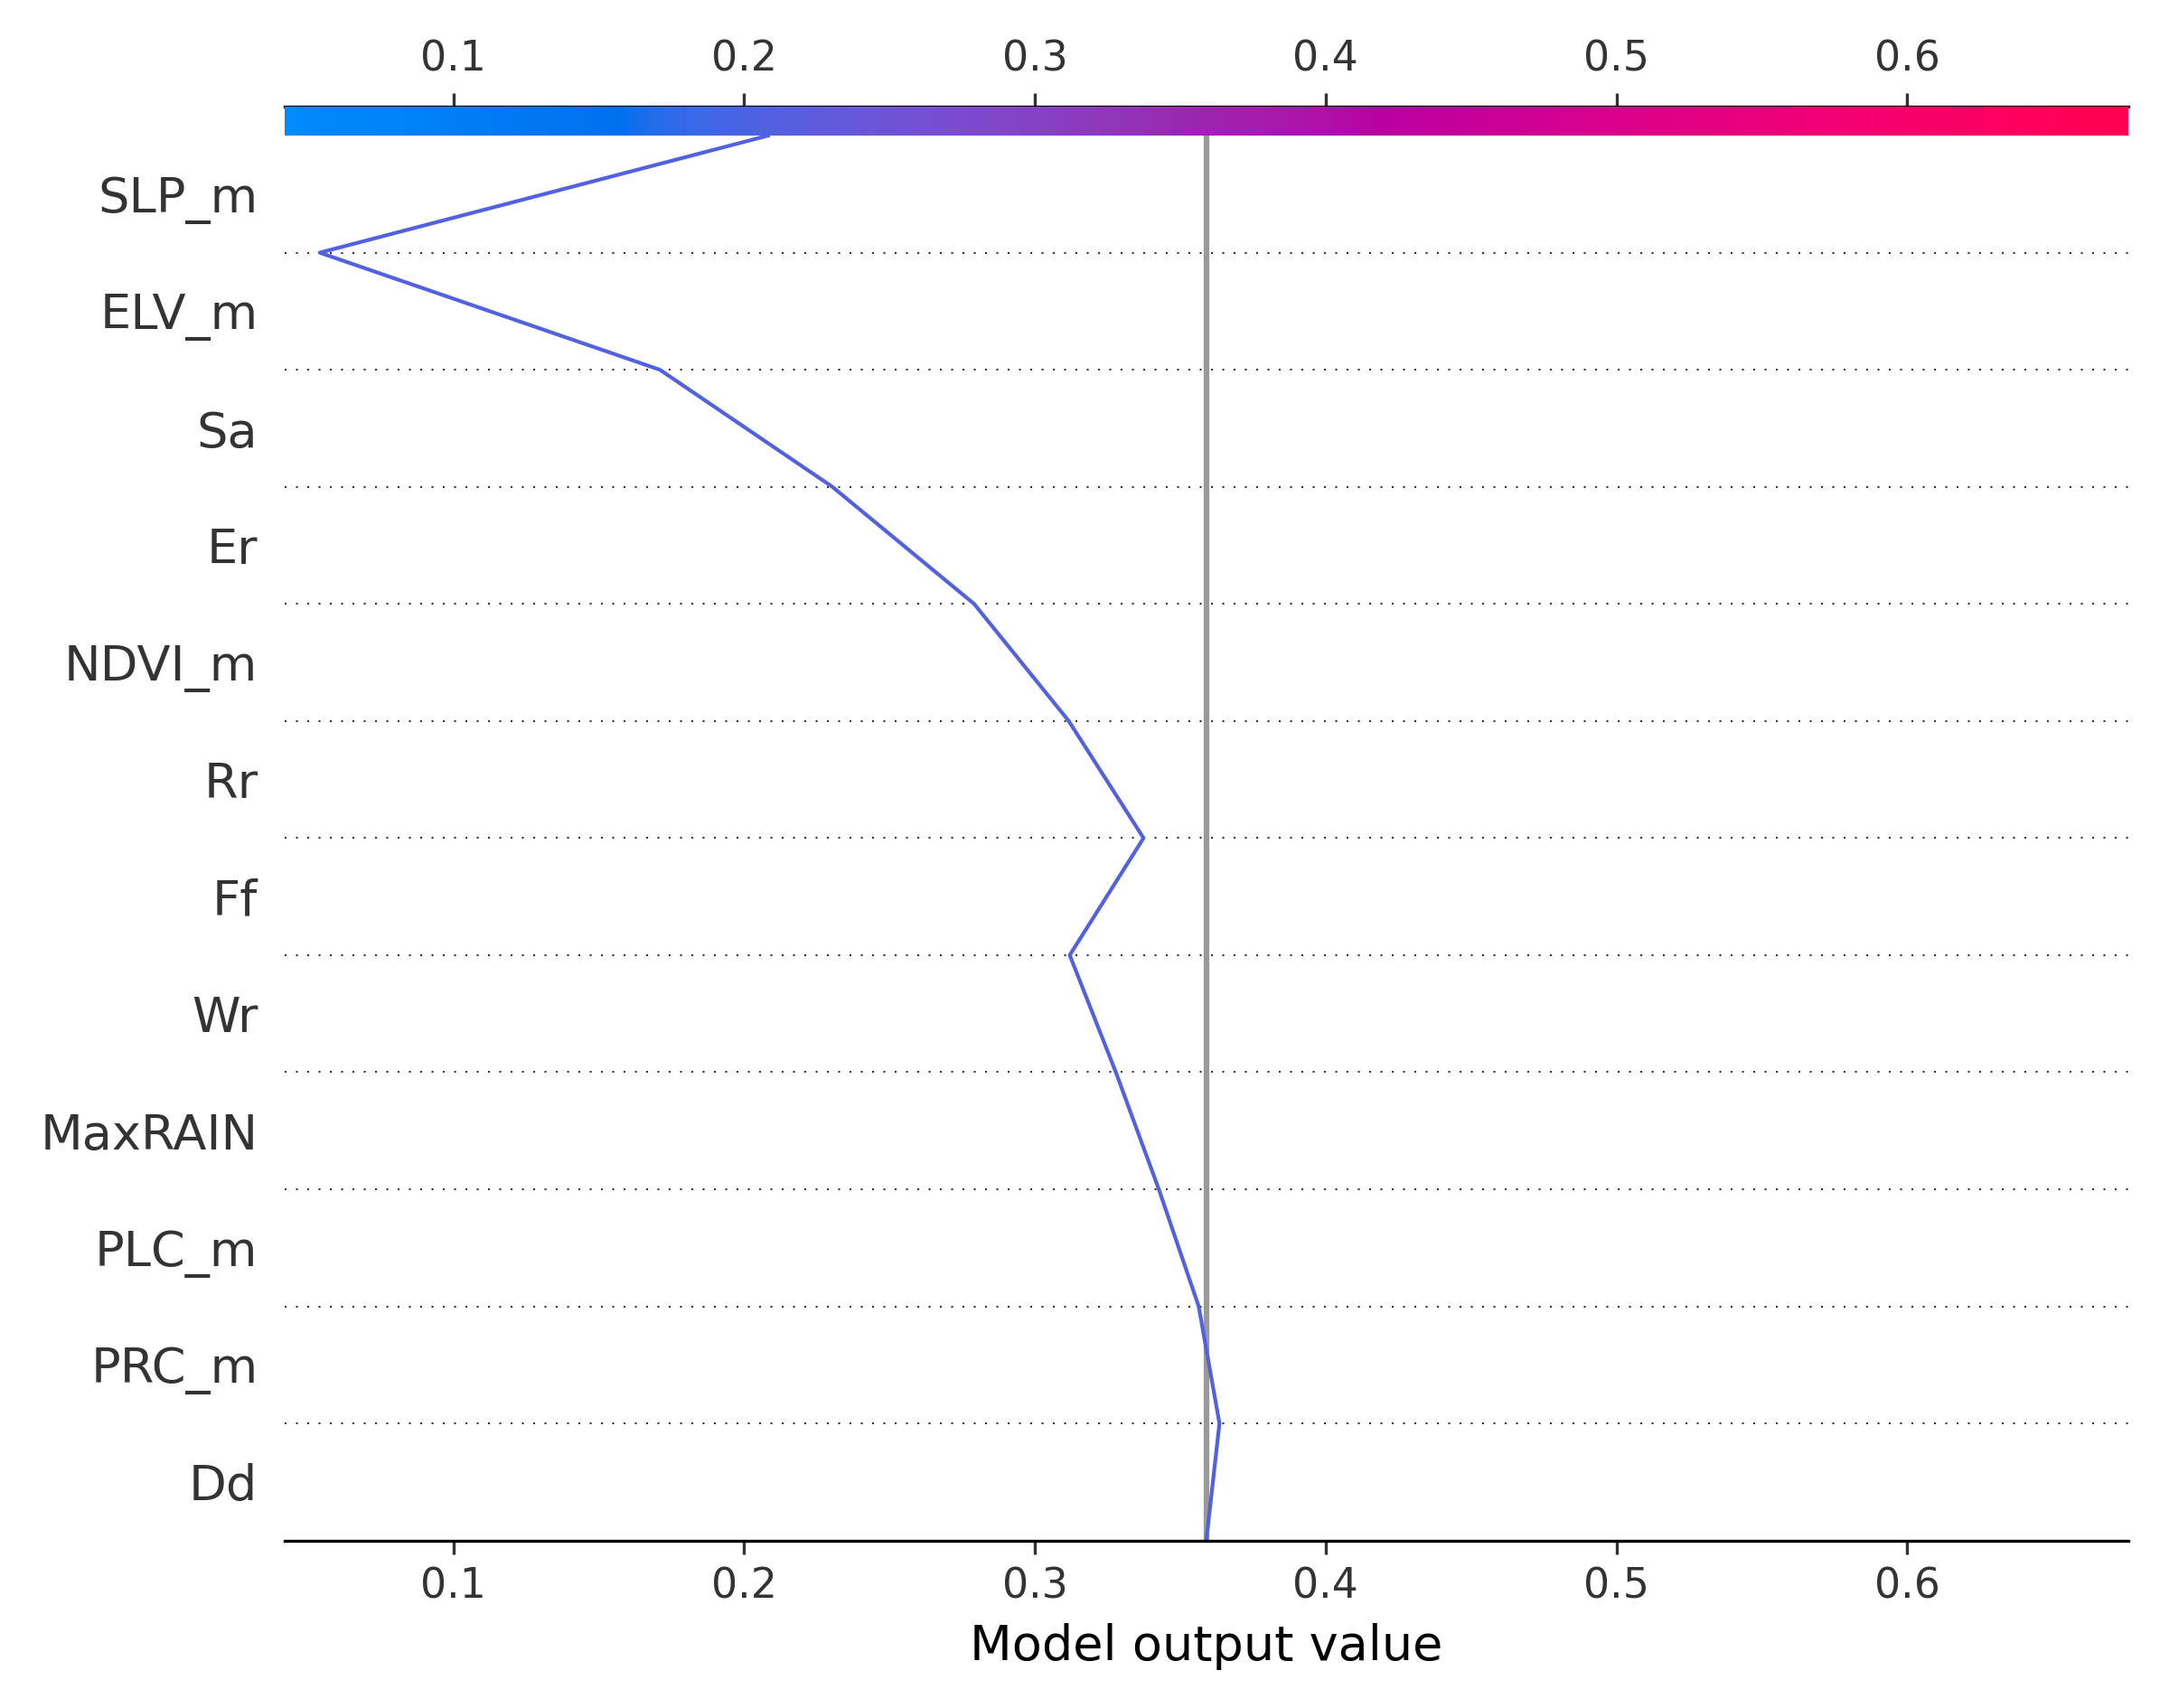 0.1 0.2 0.3 0.4 0.5 0.6
SLP_m
ELV_m
Sa
Er
NDVI_m
Rr
Ff
Wr
MaxRAIN
PLC_m
PRC_m
Dd
0.1 0.2 0.3 0.4 0.5 0.6
Model output value